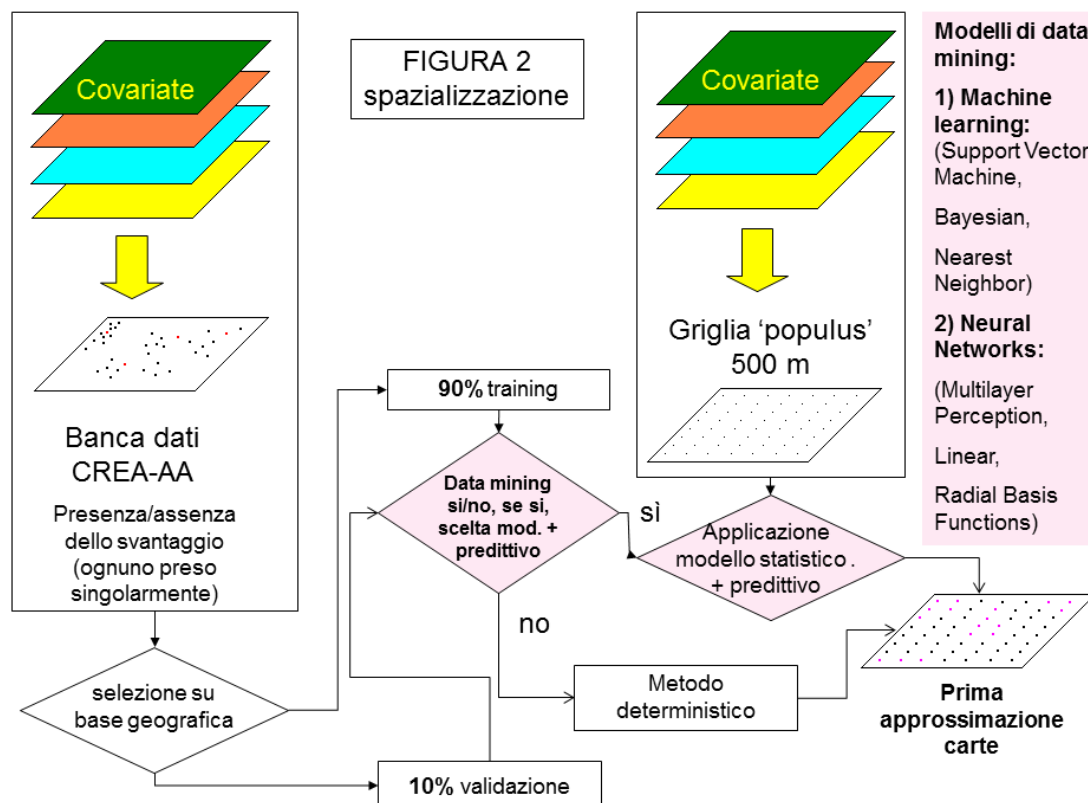 Covariate
Banca dati
CREA-AA
Presenza/assenza
dello svantaggio
(ognuno preso
singolarmente)
selezione su
base geografica
FIGURA 2
spazializzazione
90% training
Data mining
si/no, se si,
scelta mod. +
predittivo
sì
no
10% validazione
Metodo
deterministico
Covariate
Griglia ‘populus’
500 m
Applicazione
modello statistico .
+ predittivo
Prima
approssimazione
carte
Modelli di data
mining:
1) Machine
learning:
(Support Vector
Machine,
Bayesian,
Nearest
Neighbor)
2) Neural
Networks:
(Multilayer
Perception,
Linear,
Radial Basis
Functions)